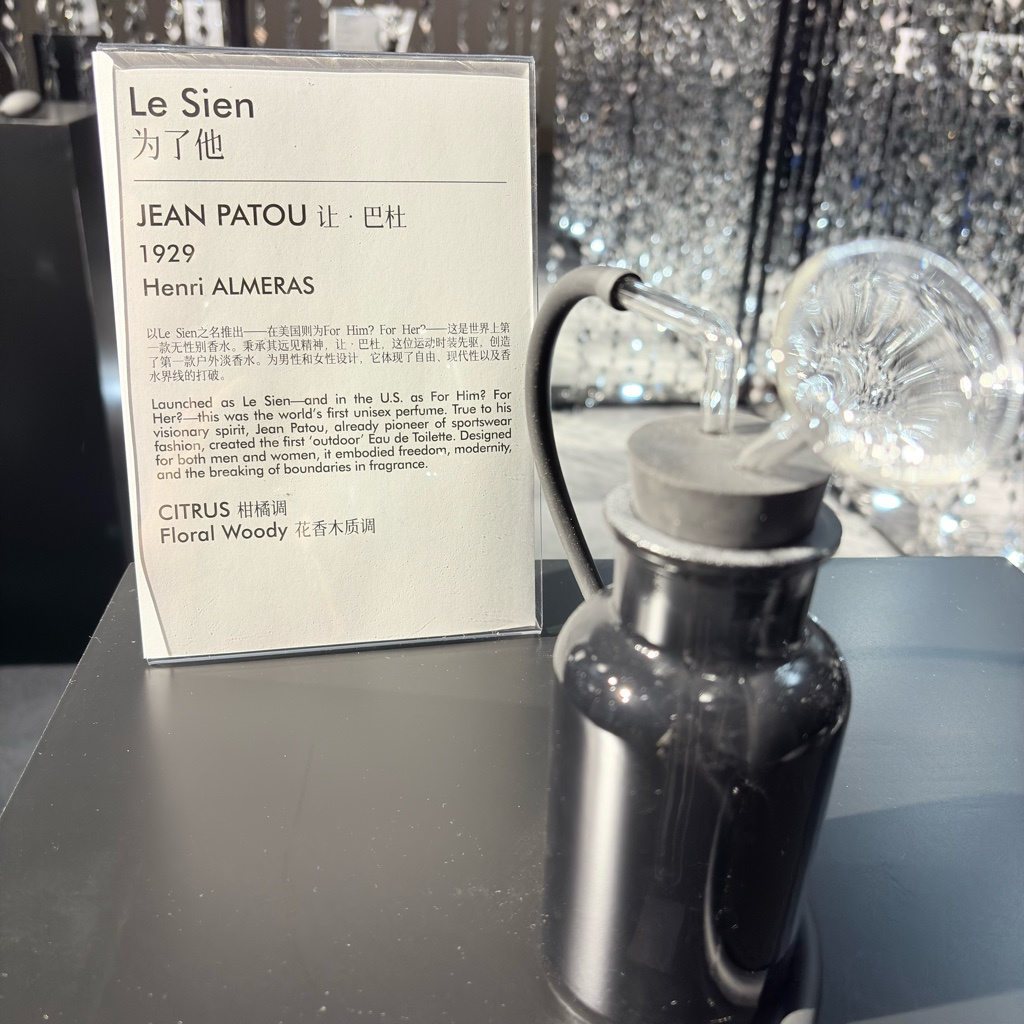 Le Sien
为了他
JEAN PATOU 让·巴杜
1929
Henri ALMERAS
以Le Sien之名推出——在美国则为For Him? For Her?——这是世界上第
一款无性别香水。秉承其远见精神，让·巴杜，这位运动时装先驱，创造
了第一款户外淡香水。为男性和女性设计，它体现了自由、现代性以及香
水界线的打破。
Launched as Le Sien—and in the U.S. as For Him? For
Her?—this was the world's first unisex perfume. True to his
visionary spirit, Jean Patou, already pioneer of sportswear
fashion, created the first 'outdoor' Eau de Toilette. Designed
for both men and women, it embodied freedom, modernity,
and the breaking of boundaries in fragrance.
CITRUS 柑橘调
Floral Woody 花香木质调